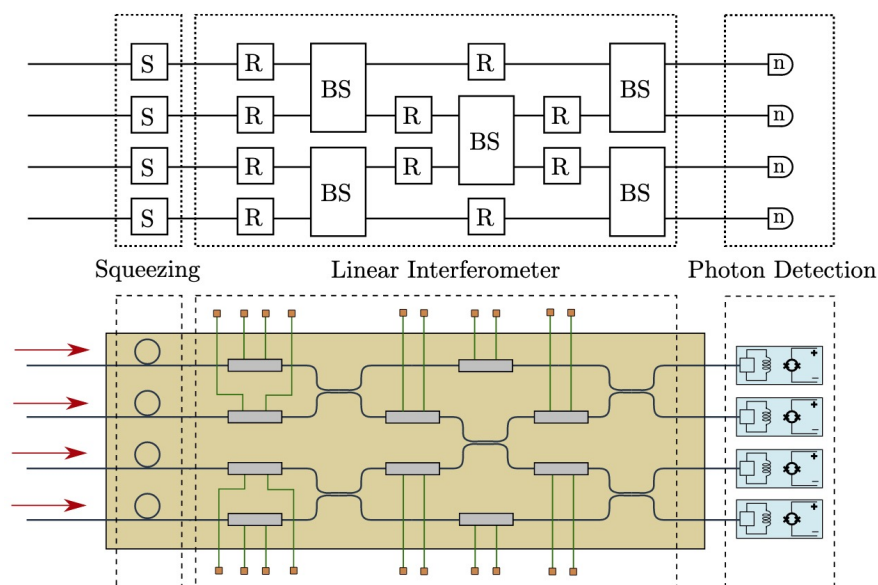 S R BS R BS n
S R R BS R n
S R BS R R BS n
S R R n
Squeezing Linear Interferometer Photon Detection
+
−
+
−
+
−
+
−